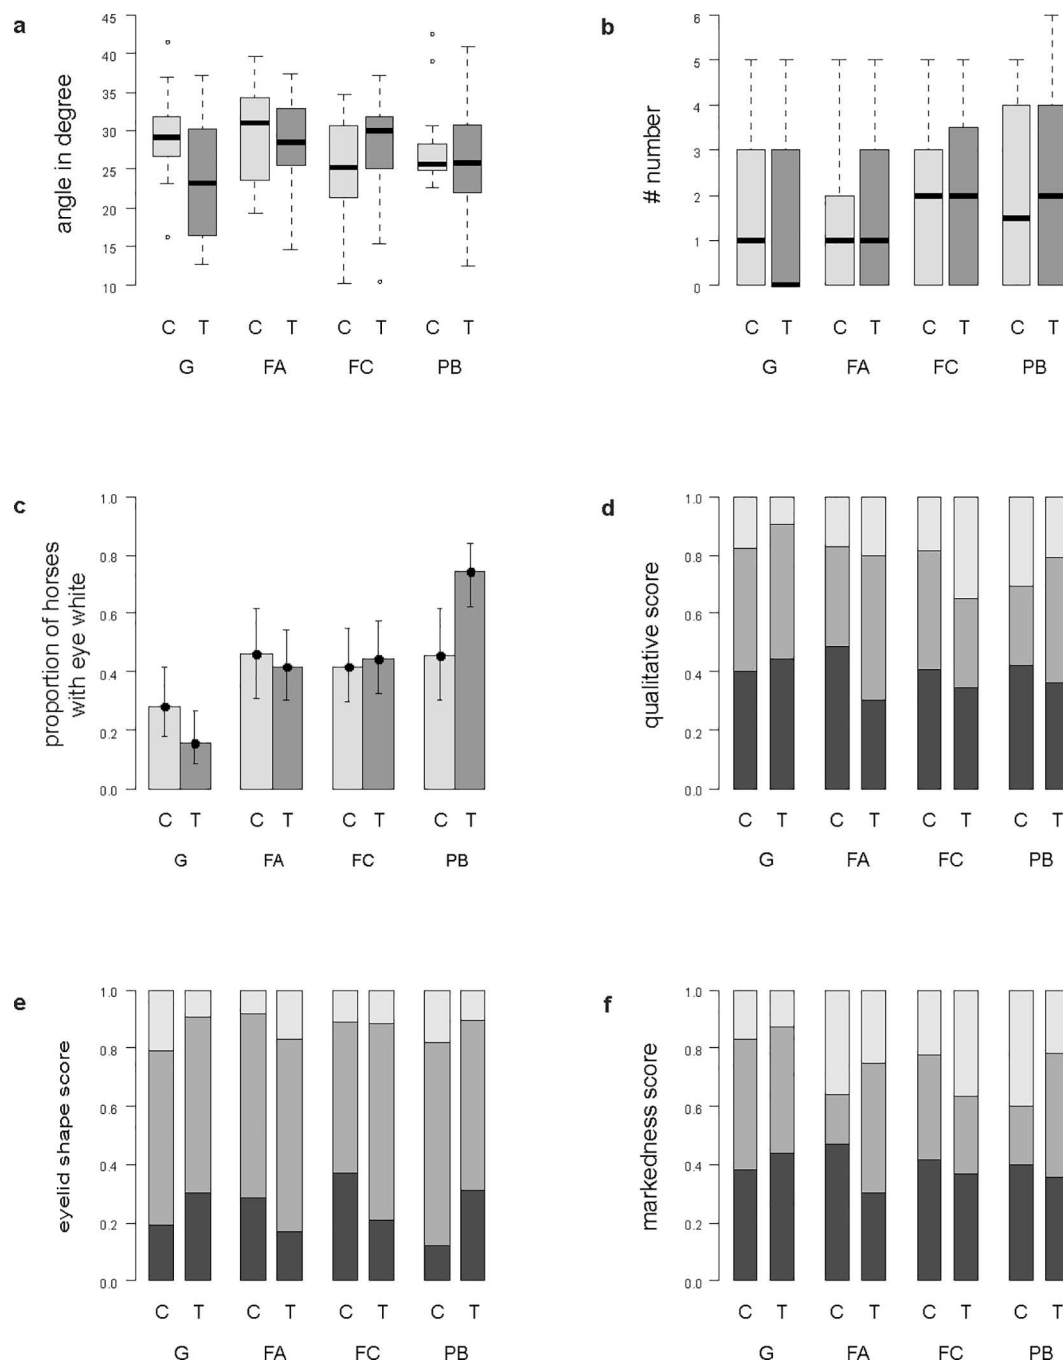 a
angle in degree
45
40
35
30
25
20
15
10
C T C T C T C T
G FA FC PB
b
# number
6
5
4
3
2
1
0
C T C T C T C T
G FA FC PB
c
proportion of horses
with eye white
1.0
0.8
0.6
0.4
0.2
0.0
C T C T C T C T
G FA FC PB
d
qualitative score
1.0
0.8
0.6
0.4
0.2
0.0
C T C T C T C T
G FA FC PB
e
eyelid shape score
1.0
0.8
0.6
0.4
0.2
0.0
C T C T C T C T
G FA FC PB
f
markedness score
1.0
0.8
0.6
0.4
0.2
0.0
C T C T C T C T
G FA FC PB